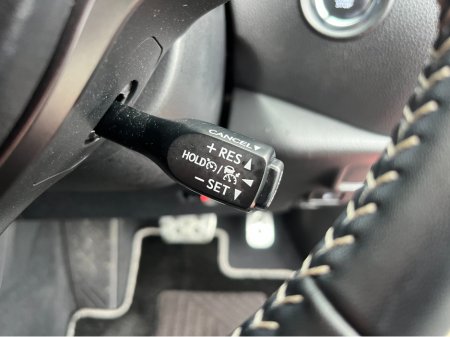 CANCEL
+ RES
HOLD /
− SET